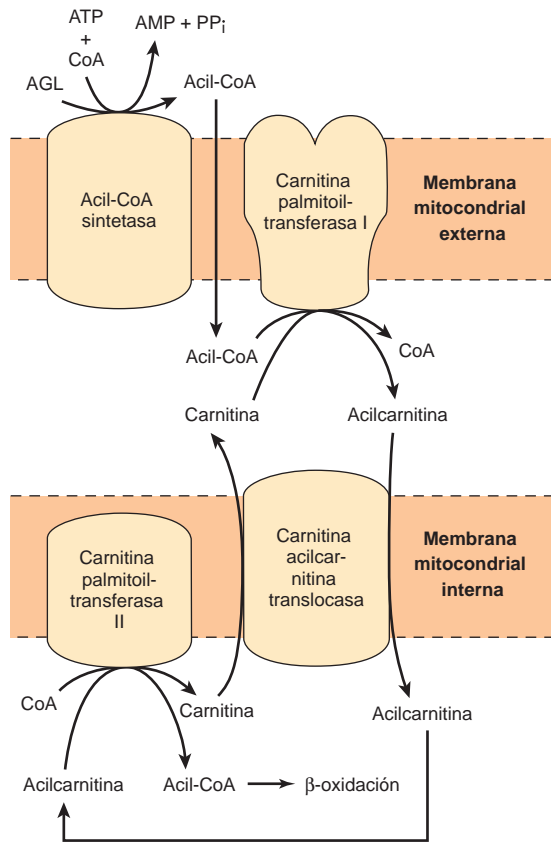 ATP
+
CoA
AMP + PPi
AGL
Acil-CoA
Acil-CoA
sintetasa
Carnitina
palmitoil-
transferasa I
Membrana
mitocondrial
externa
Acil-CoA
CoA
Carnitina
Acilcarnitina
Carnitina
palmitoil-
transferasa
II
Carnitina
acilcar-
nitina
translocasa
Membrana
mitocondrial
interna
CoA
Carnitina
Acilcarnitina
Acilcarnitina
Acil-CoA
β-oxidación